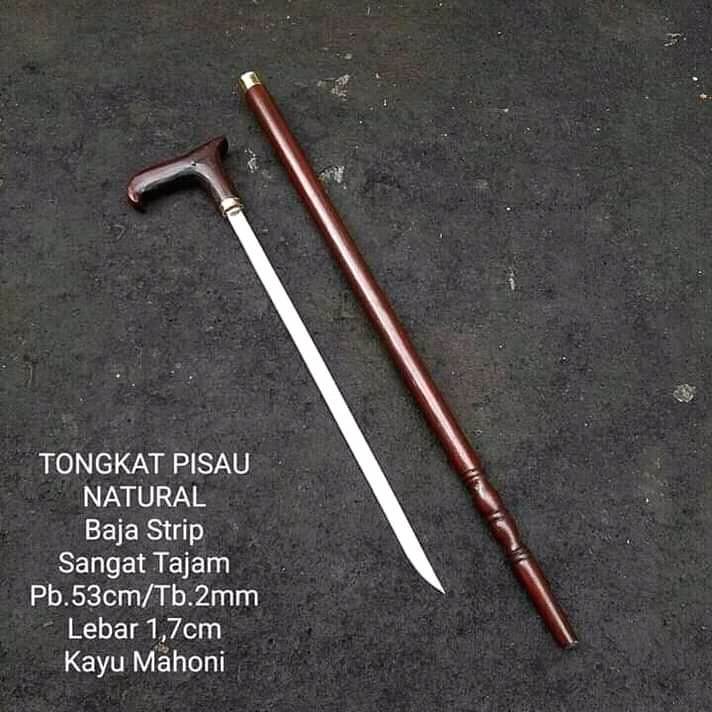 TONGKAT PISAU
NATURAL
Baja Strip
Sangat Tajam
Pb.53cm/Tb.2mm
Lebar 1,7cm
Kayu Mahoni